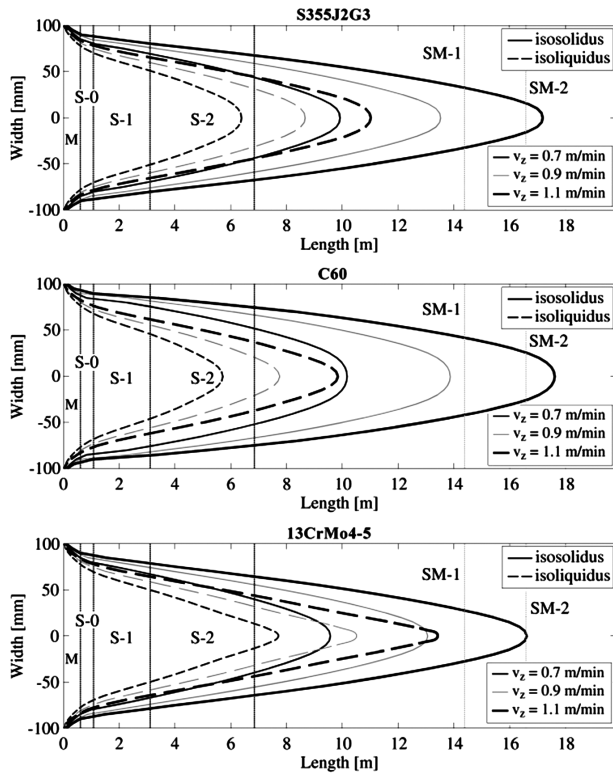 S355J2G3
100
50
0
-50
-100
Width [mm]
M
S-0
S-1
S-2
SM-1
SM-2
isosolidus
isoliquidus
v_z = 0.7 m/min
v_z = 0.9 m/min
v_z = 1.1 m/min
0 2 4 6 8 10 12 14 16 18
Length [m]
C60
100
50
0
-50
-100
Width [mm]
M
S-0
S-1
S-2
SM-1
SM-2
isosolidus
isoliquidus
v_z = 0.7 m/min
v_z = 0.9 m/min
v_z = 1.1 m/min
0 2 4 6 8 10 12 14 16 18
Length [m]
13CrMo4-5
100
50
0
-50
-100
Width [mm]
M
S-0
S-1
S-2
SM-1
SM-2
isosolidus
isoliquidus
v_z = 0.7 m/min
v_z = 0.9 m/min
v_z = 1.1 m/min
0 2 4 6 8 10 12 14 16 18
Length [m]